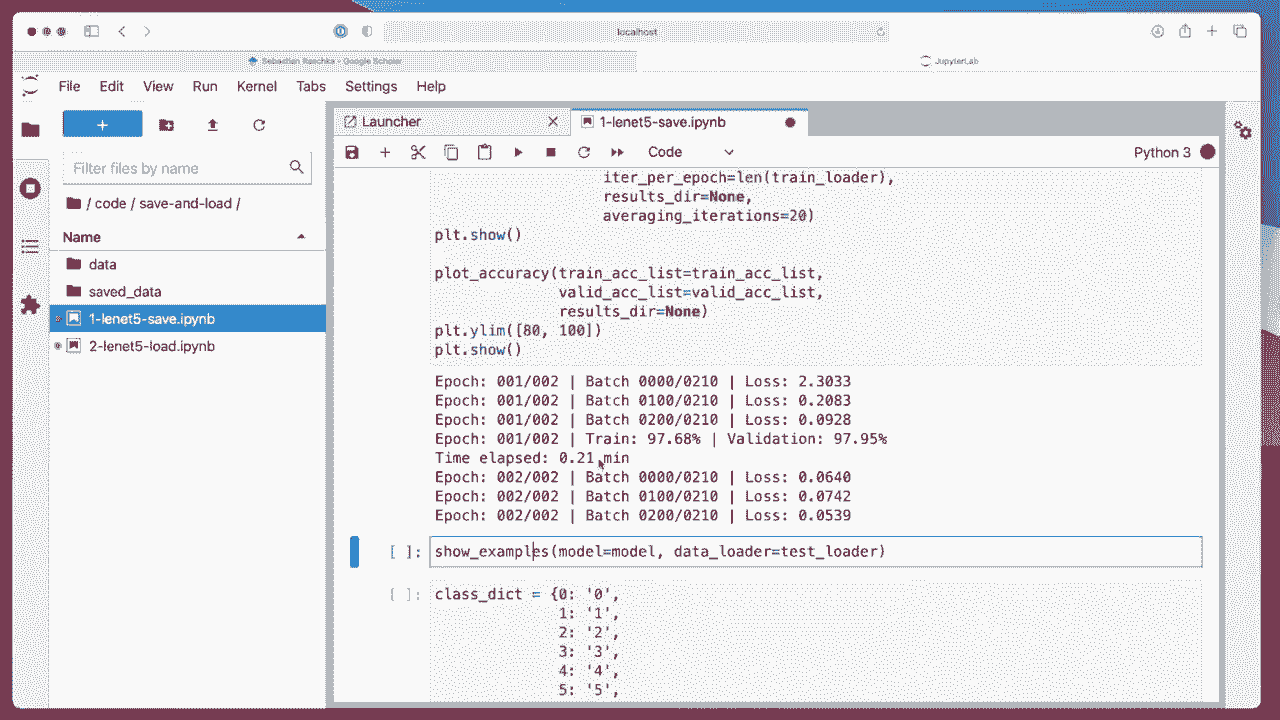 localhost
Sebastian Raschka - Google Scholar
JupyterLab
File Edit View Run Kernel Tabs Settings Help
Launcher
1-lenet5-save.ipynb
Code
Python 3
Filter files by name
/ code / save-and-load /
Name
data
saved_data
1-lenet5-save.ipynb
2-lenet5-load.ipynb
iter_per_epoch=len(train_loader),
results_dir=None,
averaging_iterations=20)
plt.show()
plot_accuracy(train_acc_list=train_acc_list,
valid_acc_list=valid_acc_list,
results_dir=None)
plt.ylim([80, 100])
plt.show()
Epoch: 001/002 | Batch 0000/0210 | Loss: 2.3033
Epoch: 001/002 | Batch 0100/0210 | Loss: 0.2083
Epoch: 001/002 | Batch 0200/0210 | Loss: 0.0928
Epoch: 001/002 | Train: 97.68% | Validation: 97.95%
Time elapsed: 0.21 min
Epoch: 002/002 | Batch 0000/0210 | Loss: 0.0640
Epoch: 002/002 | Batch 0100/0210 | Loss: 0.0742
Epoch: 002/002 | Batch 0200/0210 | Loss: 0.0539
[ ]: show_examples(model=model, data_loader=test_loader)
[ ]: class_dict = {0: '0',
1: '1',
2: '2',
3: '3',
4: '4',
5: '5',